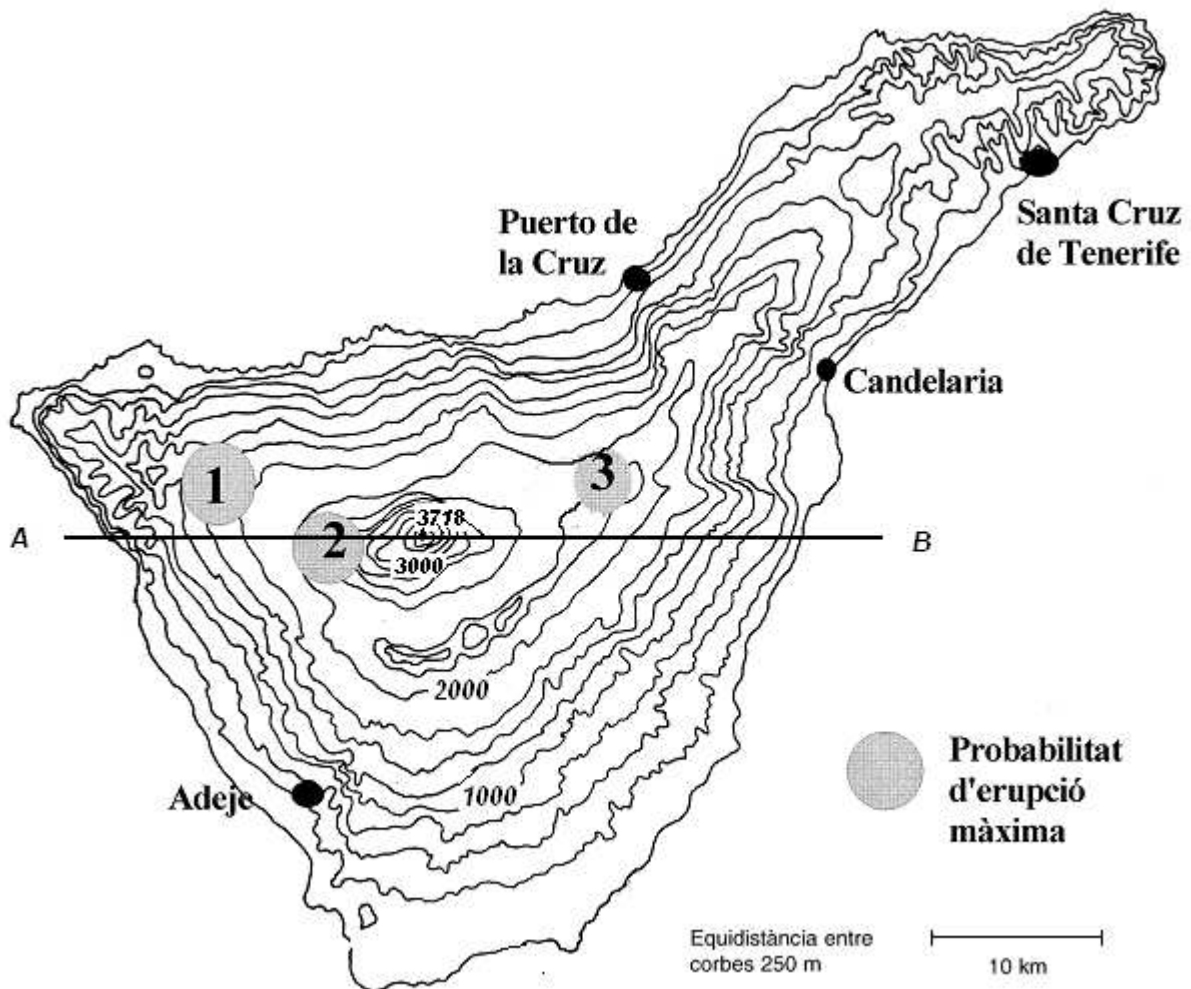 Puerto de
la Cruz
Santa Cruz
de Tenerife
Candelaria
1
3
3718
A
2
B
3000
2000
Probabilitat
d'erupció
màxima
Adeje
1000
Equidistància entre
corbes 250 m
10 km